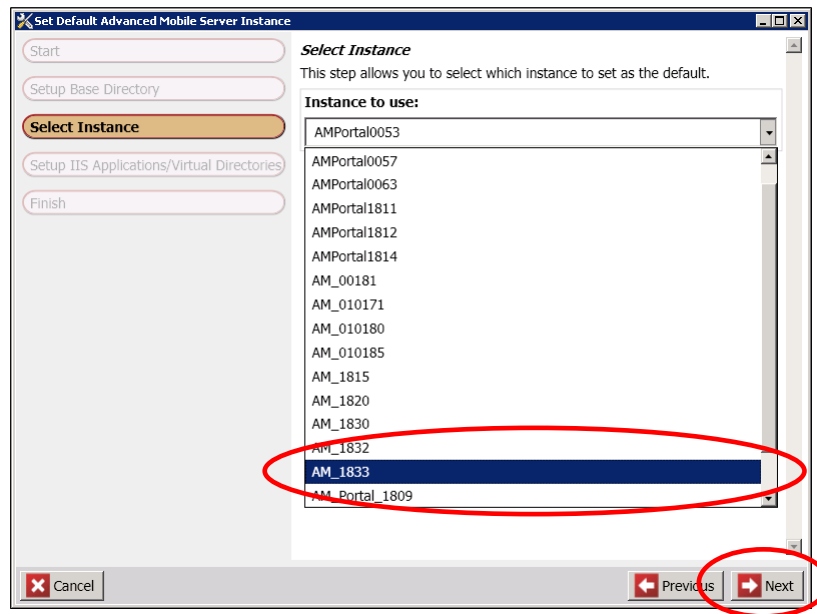 Set Default Advanced Mobile Server Instance
Start
Setup Base Directory
Select Instance
Setup IIS Applications/Virtual Directories
Finish
Select Instance
This step allows you to select which instance to set as the default.
Instance to use:
AMPortal0053
AMPortal0057
AMPortal0063
AMPortal1811
AMPortal1812
AMPortal1814
AM_00181
AM_010171
AM_010180
AM_010185
AM_1815
AM_1820
AM_1830
AM_1832
AM_1833
AM_Portal_1809
Cancel
Previous
Next